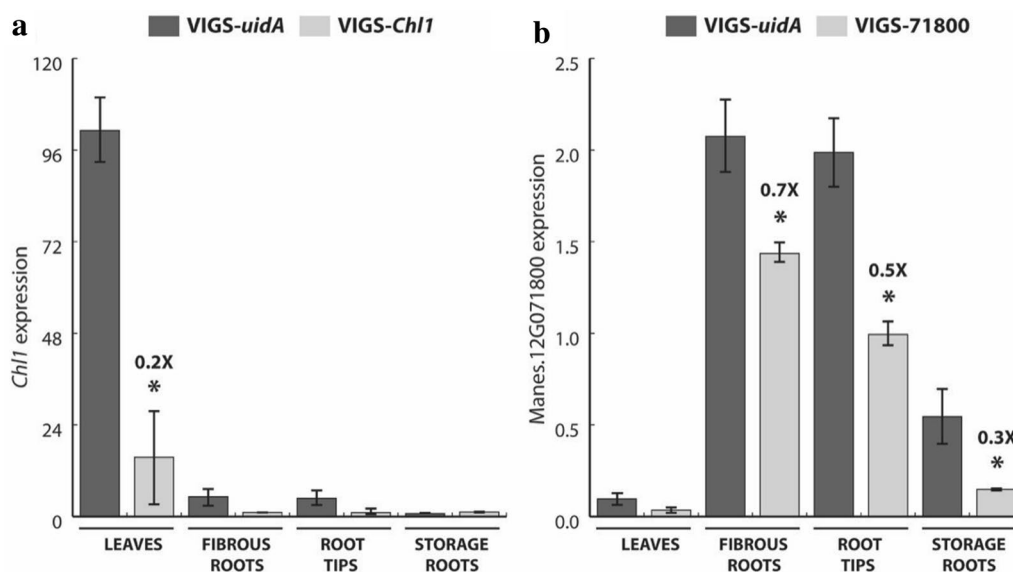 a
VIGS-uidA VIGS-Chl1
120
96
72
48
24
0
Chl1 expression
0.2X
*
LEAVES
FIBROUS
ROOTS
ROOT
TIPS
STORAGE
ROOTS
b
VIGS-uidA VIGS-71800
2.5
2.0
1.5
1.0
0.5
0.0
Manes.12G071800 expression
0.7X
*
0.5X
*
0.3X
*
LEAVES
FIBROUS
ROOTS
ROOT
TIPS
STORAGE
ROOTS